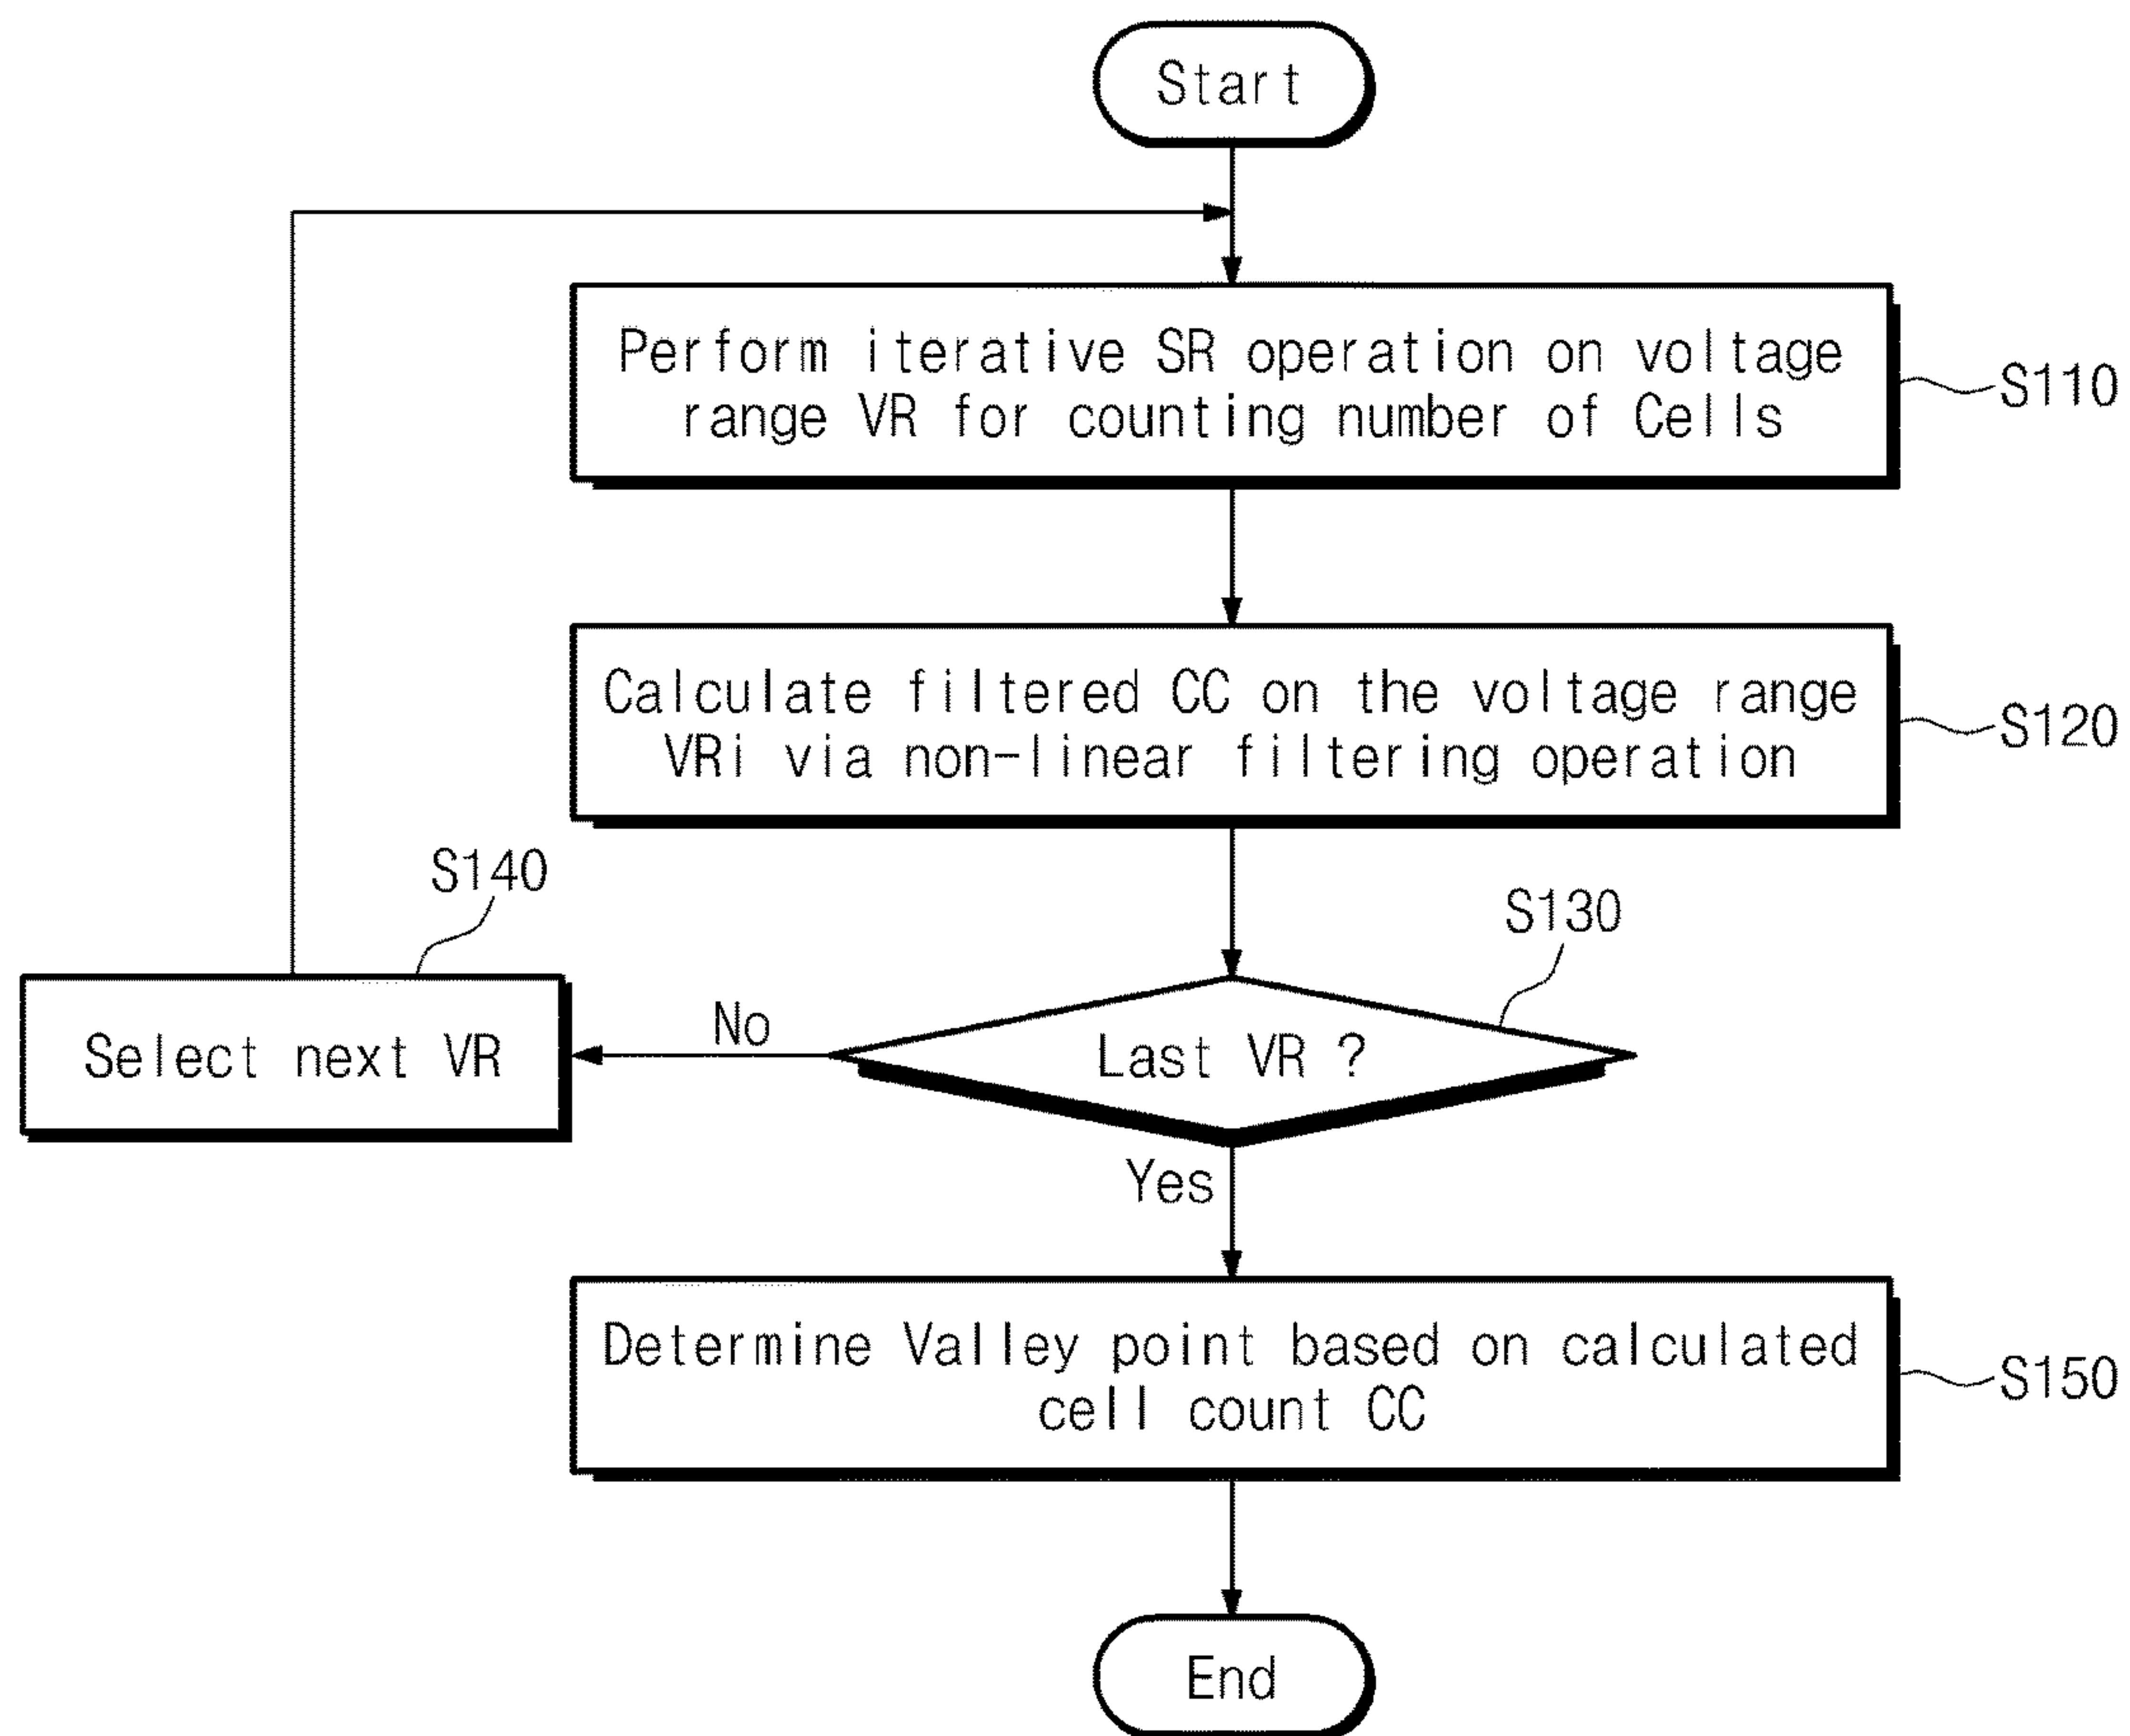 Start
Perform iterative SR operation on voltage
range VR for counting number of Cells
S110
Calculate filtered CC on the voltage range
VRi via non-linear filtering operation
S120
S140
S130
Select next VR
No
Last VR ?
Yes
Determine Valley point based on calculated
cell count CC
S150
End